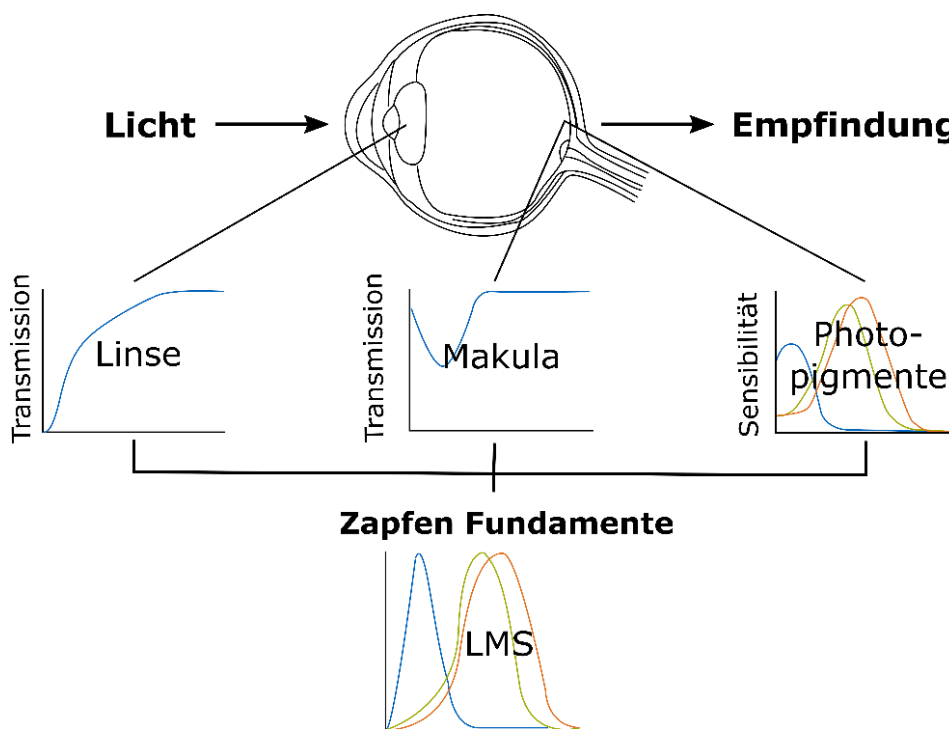 Licht
Empfindung
Transmission
Linse
Transmission
Makula
Sensibilität
Photo-
pigmente
Zapfen Fundamente
LMS